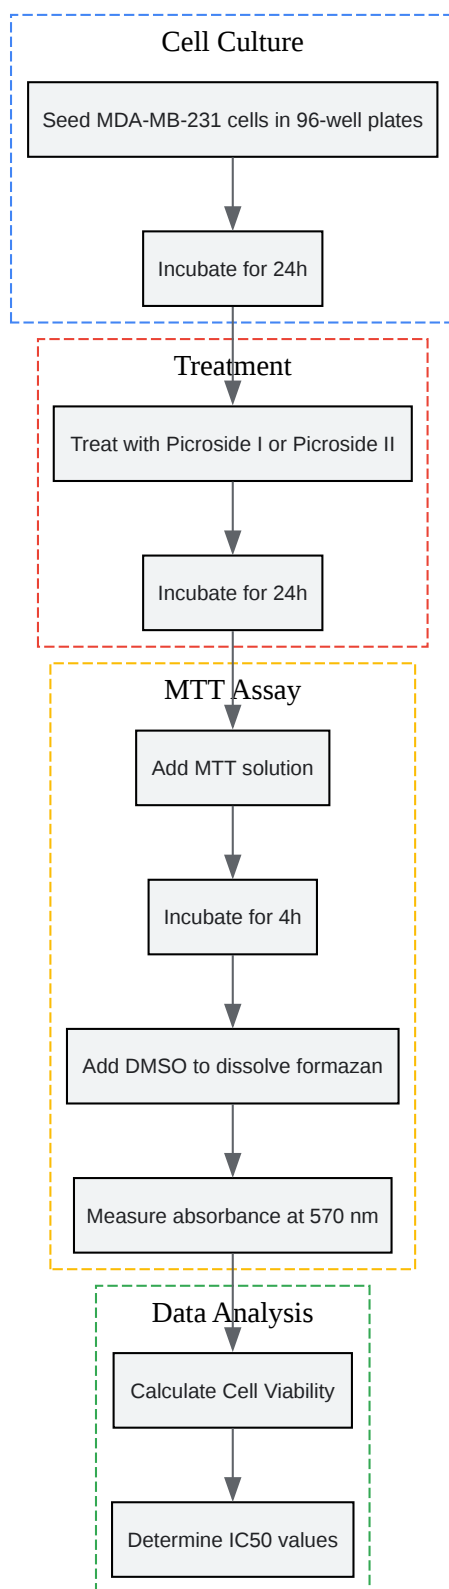 Cell Culture
Seed MDA-MB-231 cells in 96-well plates
Incubate for 24h
Treatment
Treat with Picroside I or Picroside II
Incubate for 24h
MTT Assay
Add MTT solution
Incubate for 4h
Add DMSO to dissolve formazan
Measure absorbance at 570 nm
Data Analysis
Calculate Cell Viability
Determine IC50 values